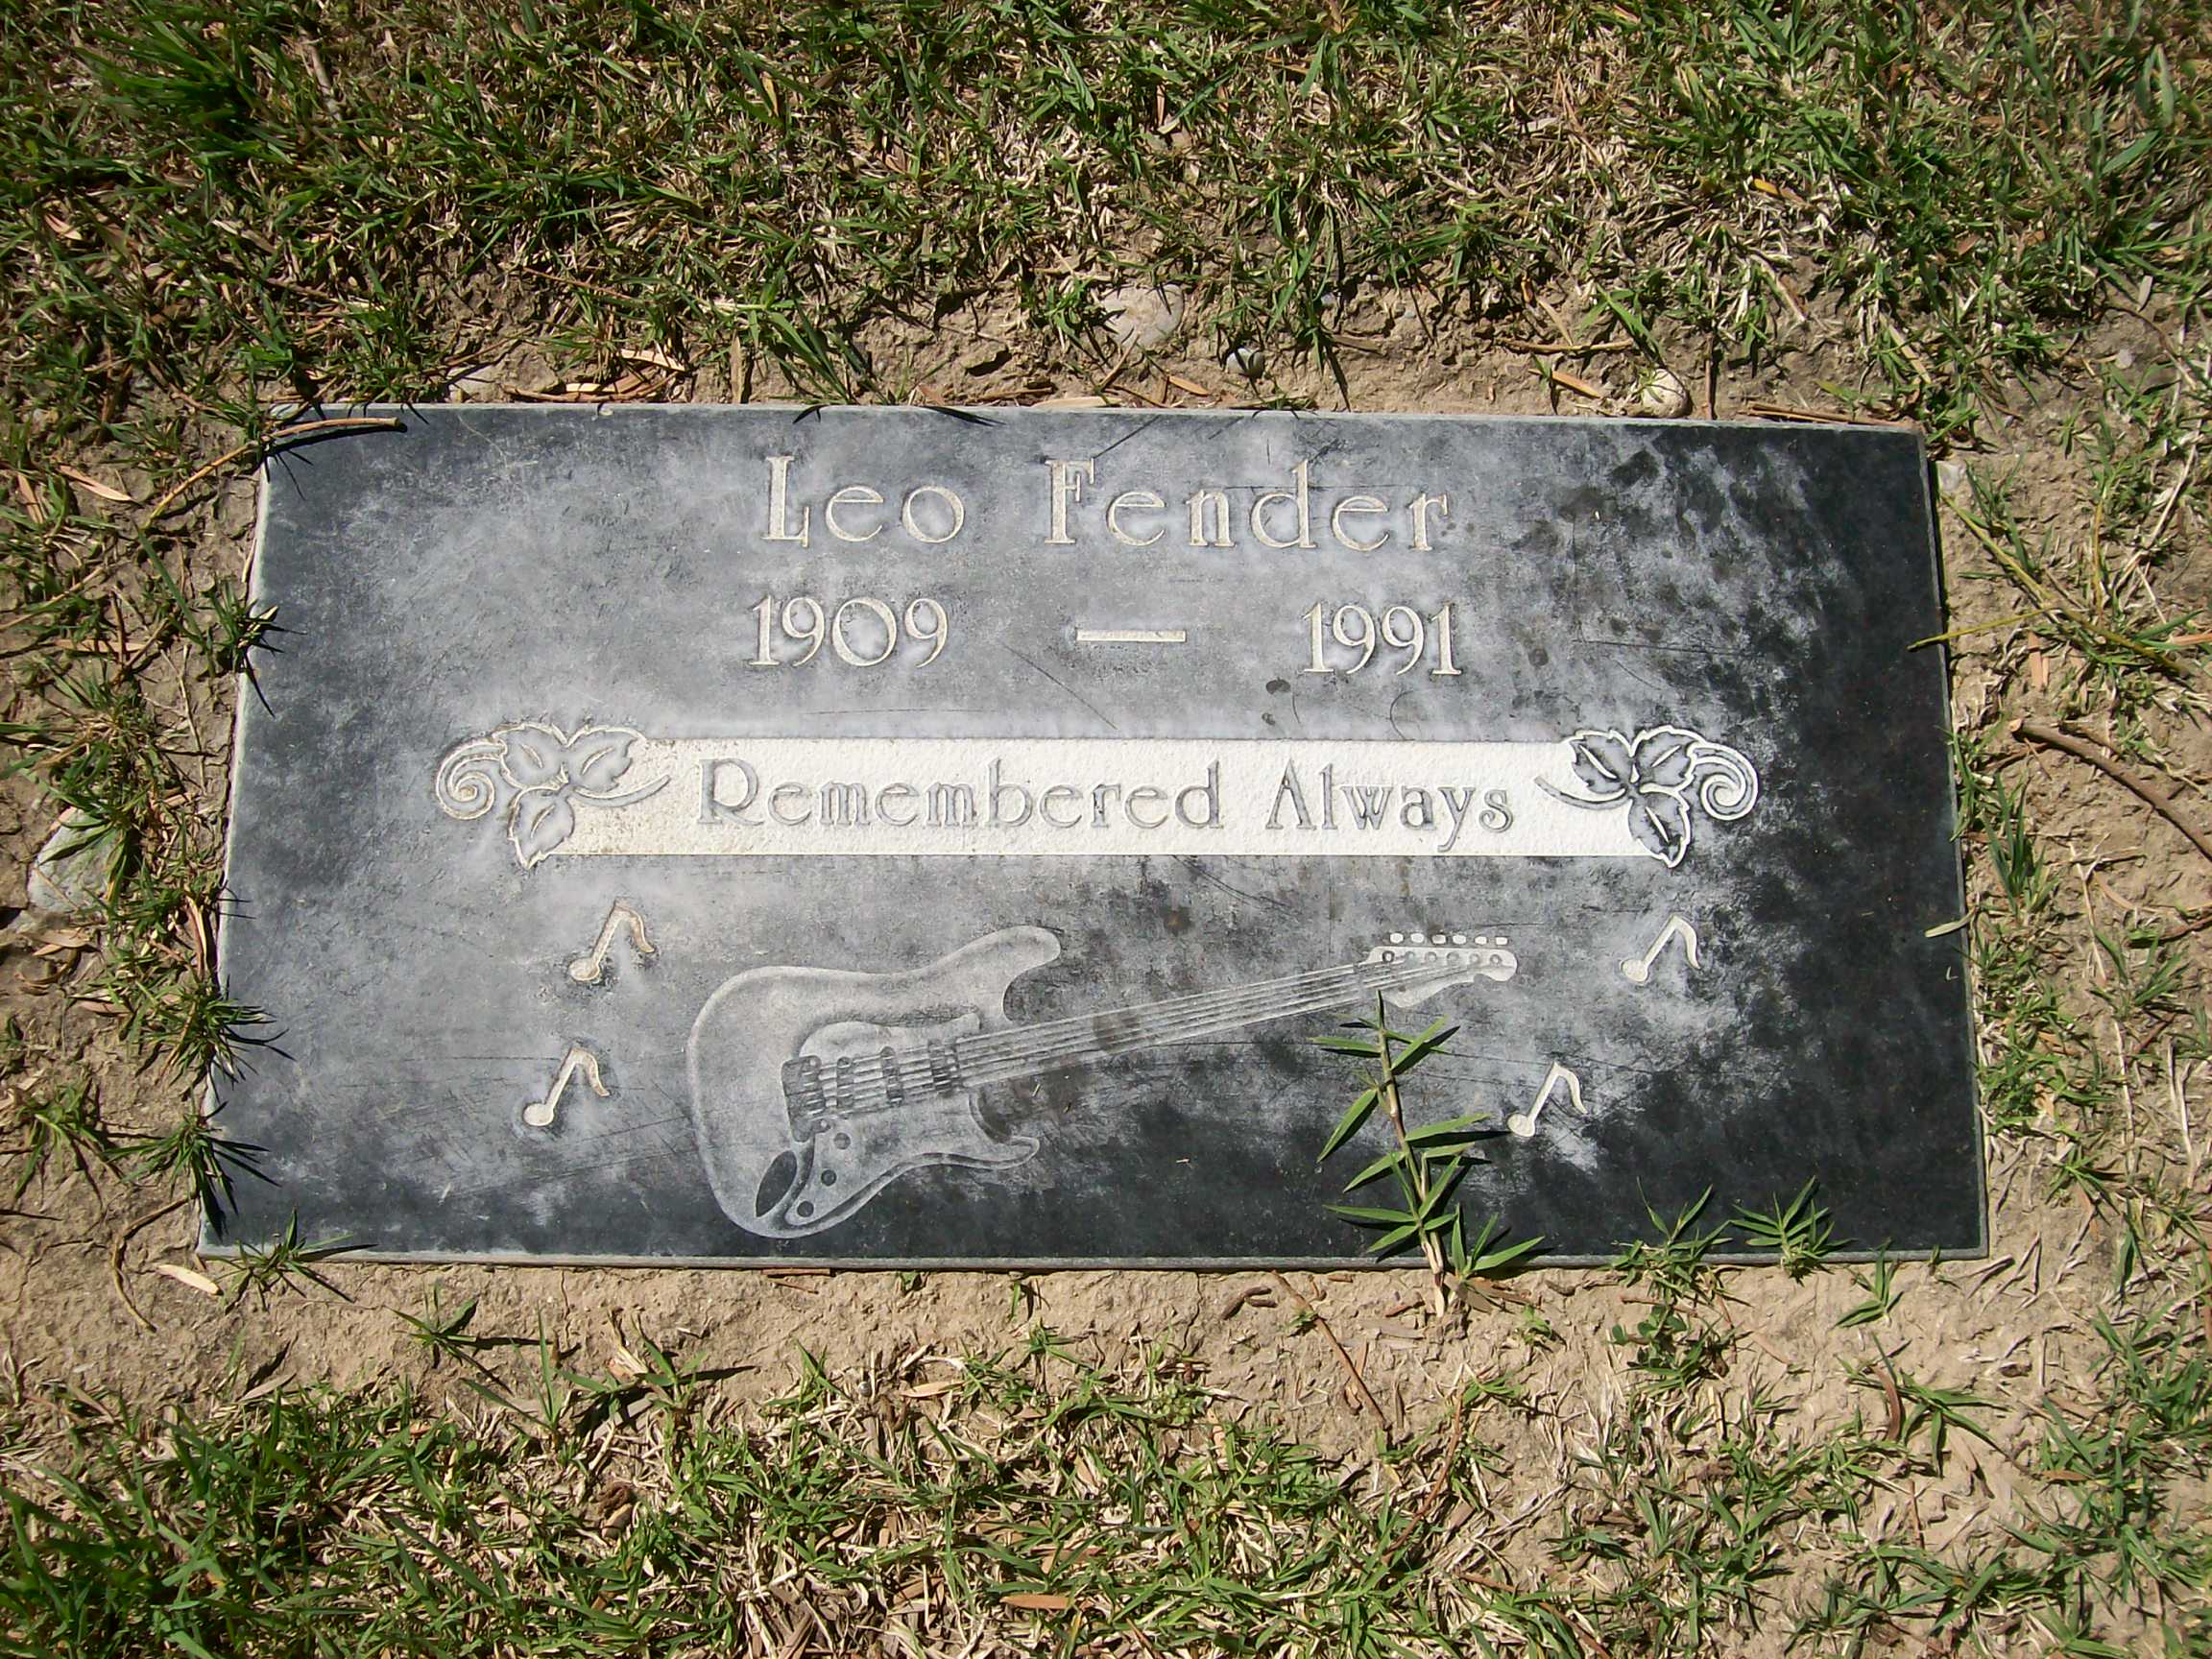 Leo Fender
1909 — 1991
Remembered Always